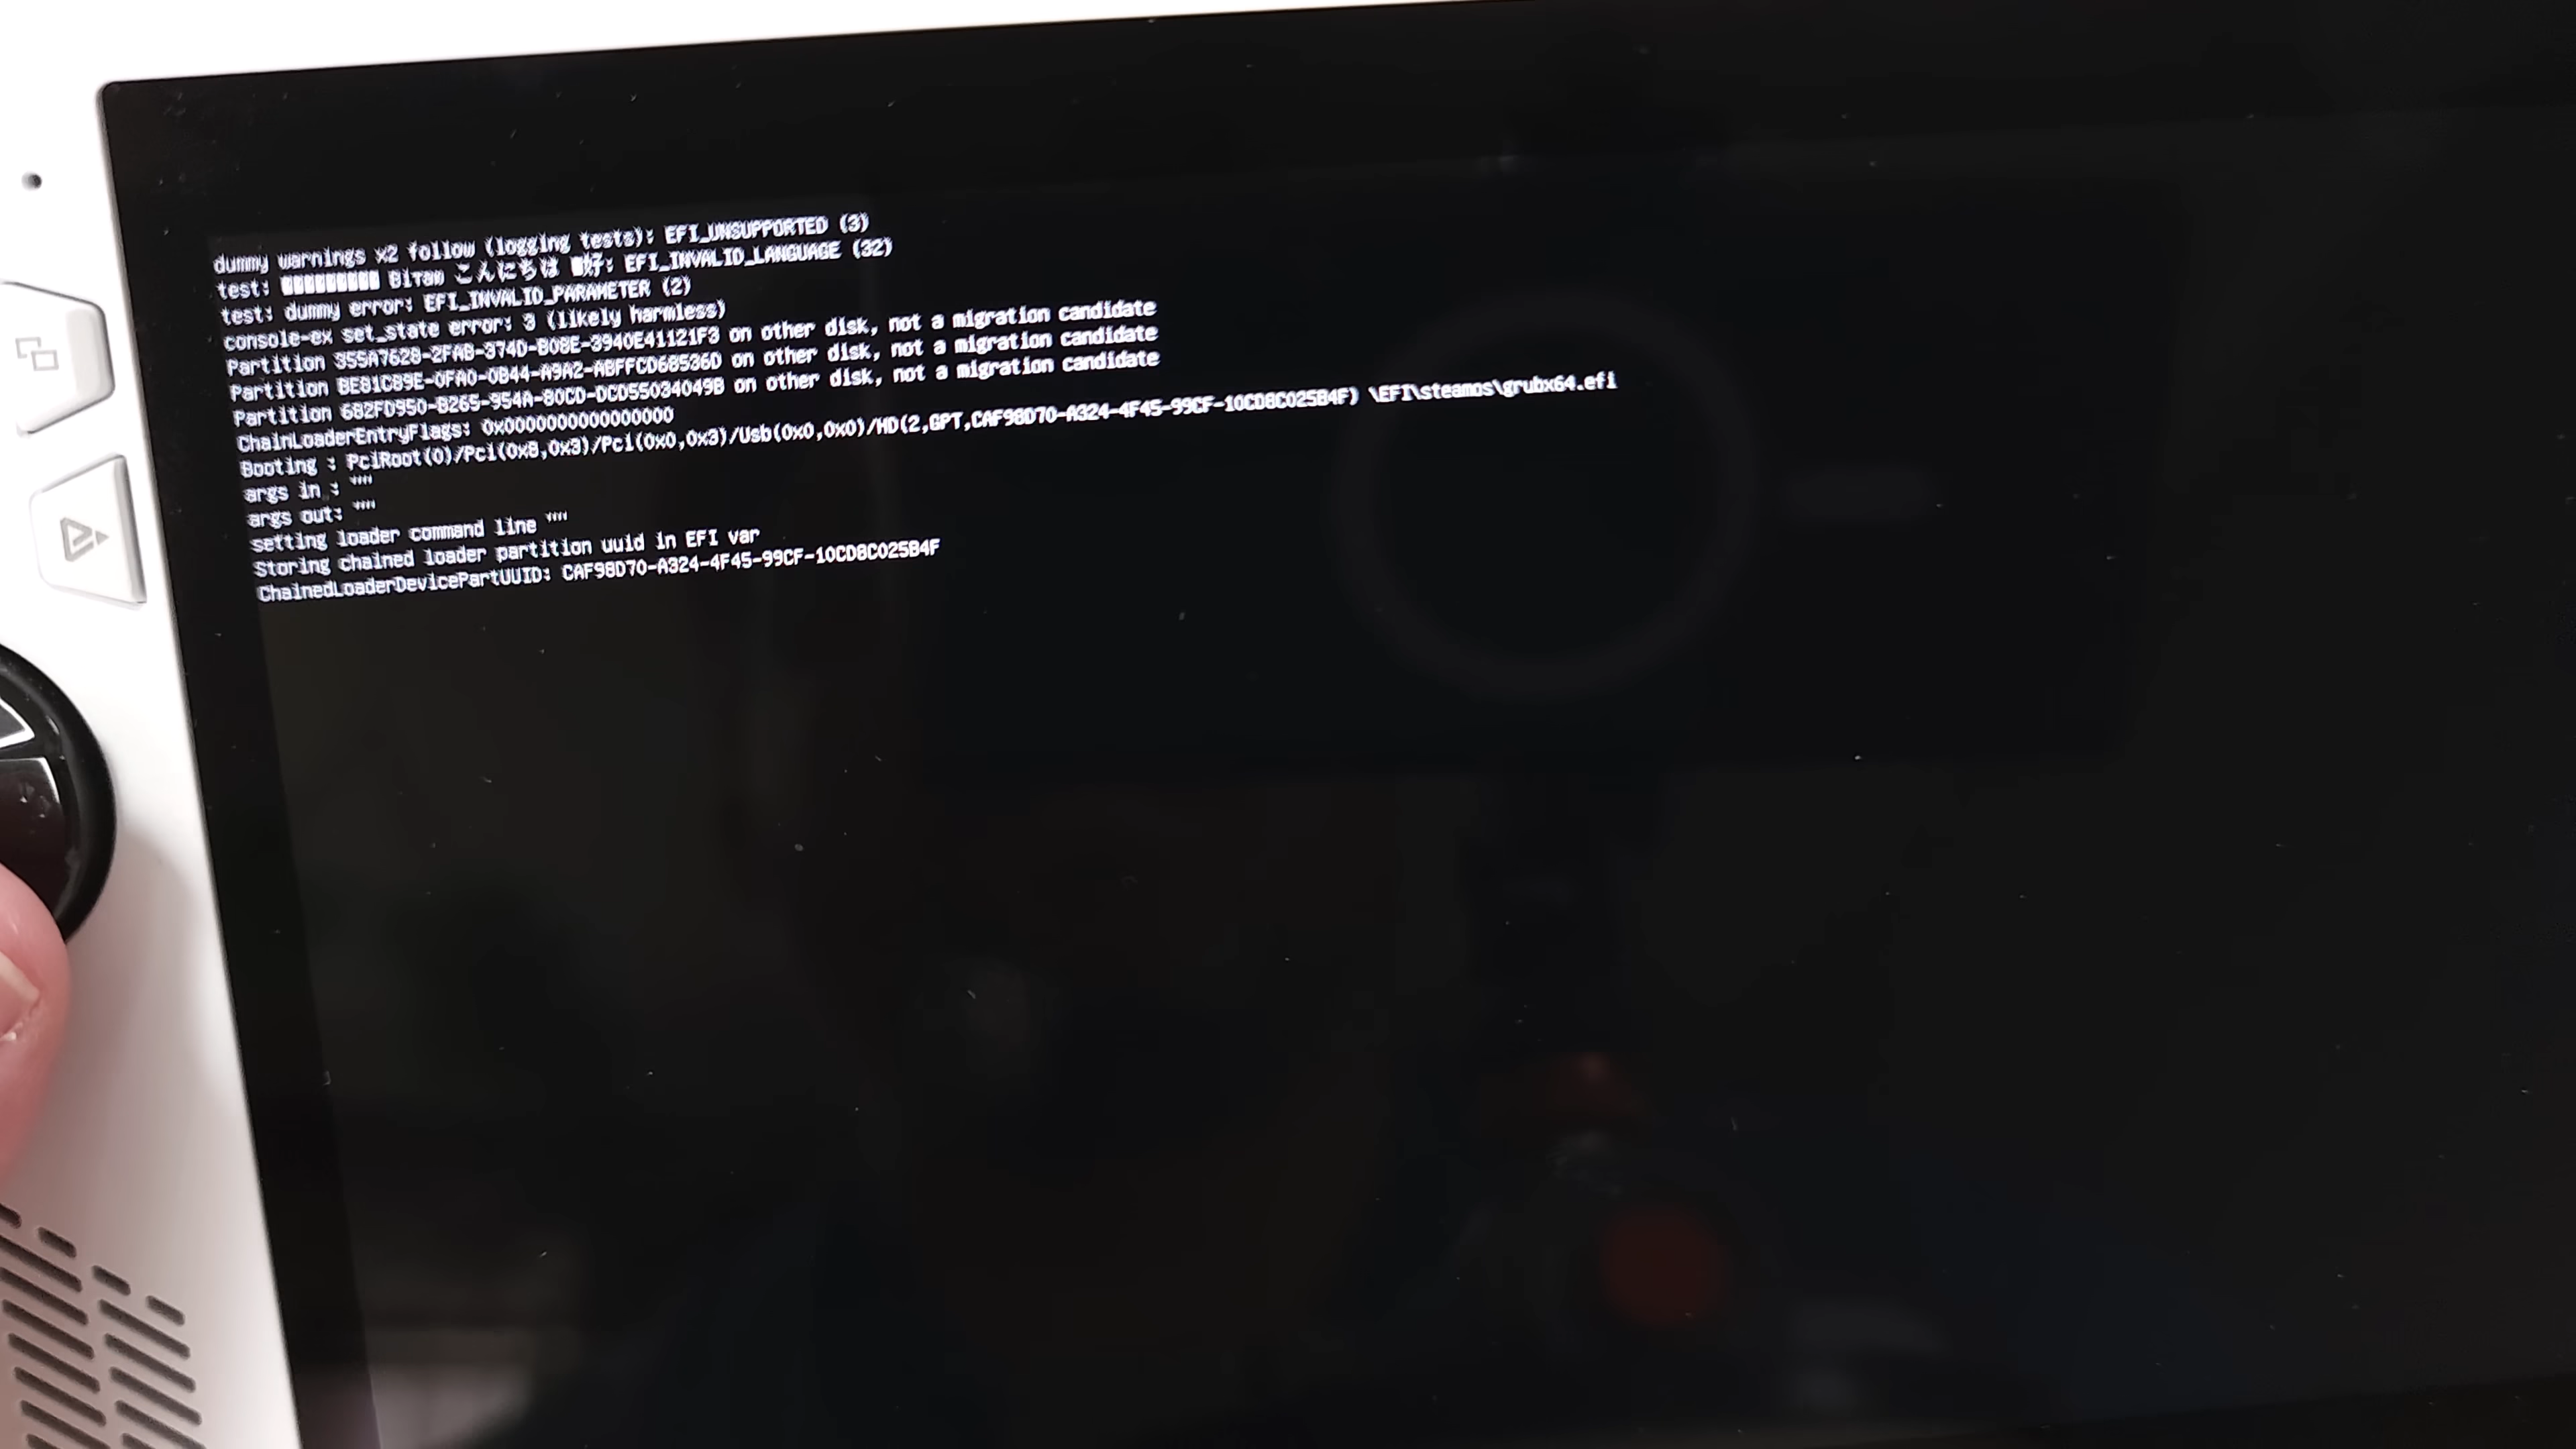 dummy warnings x2 follow (logging tests): EFI_UNSUPPORTED (3)
test: Вітаю こんにちは 好: EFI_INVALID_LANGUAGE (32)
test: dummy error: EFI_INVALID_PARAMETER (2)
console-ex set_state error: 3 (likely harmless)
Partition 355A7628-2FAB-374D-B08E-3940E41121F3 on other disk, not a migration candidate
Partition BE81C89E-0FA0-0B44-A9A2-ABFFCD68536D on other disk, not a migration candidate
Partition 682FD950-B265-954A-80CD-DCD55034049B on other disk, not a migration candidate
ChainLoaderEntryFlags: 0x0000000000000000
Booting : PciRoot(0)/Pci(0x8,0x3)/Pci(0x0,0x3)/Usb(0x0,0x0)/HD(2,GPT,CAF98D70-A324-4F45-99CF-10CD8C025B4F) \EFI\steamos\grubx64.efi
args in : ""
args out: ""
setting loader command line ""
Storing chained loader partition uuid in EFI var
ChainedLoaderDevicePartUUID: CAF98D70-A324-4F45-99CF-10CD8C025B4F